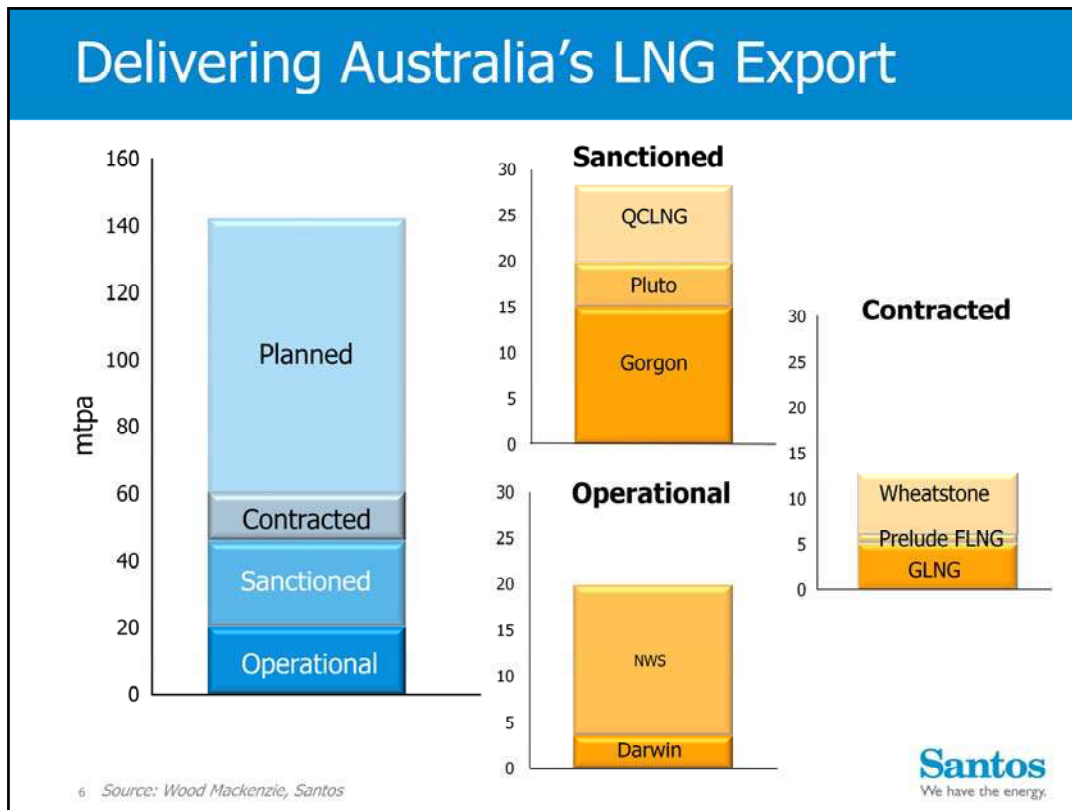 Delivering Australia's LNG Export
160
140
120
100
80
60
40
20
0
mtpa
Planned
Contracted
Sanctioned
Operational
Sanctioned
30
25
20
15
10
5
0
QCLNG
Pluto
Gorgon
Operational
30
25
20
15
10
5
0
NWS
Darwin
Contracted
30
25
20
15
10
5
0
Wheatstone
Prelude FLNG
GLNG
6 Source: Wood Mackenzie, Santos
Santos
We have the energy.